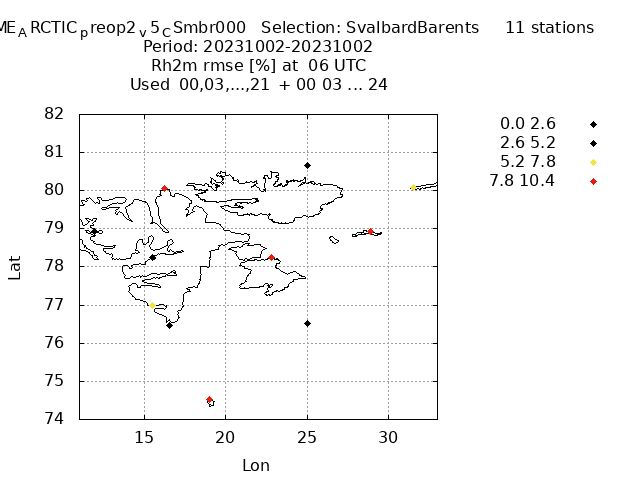 MEARCTICpreop2v5CSmbr000 Selection: SvalbardBarents 11 stations
Period: 20231002-20231002
Rh2m rmse [%] at 06 UTC
Used 00,03,...,21 + 00 03 ... 24
0.0 2.6
2.6 5.2
5.2 7.8
7.8 10.4
82
81
80
79
78
77
76
75
74
Lat
15 20 25 30
Lon